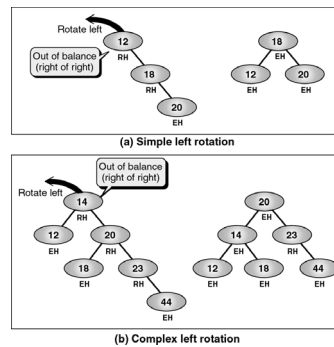 Rotate left
12
18
Out of balance
(right of right)
RH
EH
18
12
20
RH
EH
EH
20
EH
(a) Simple left rotation
Out of balance
(right of right)
Rotate left
14
20
RH
EH
12
20
14
23
EH
RH
EH
RH
18
23
12
18
44
EH
RH
EH
EH
EH
44
EH
(b) Complex left rotation